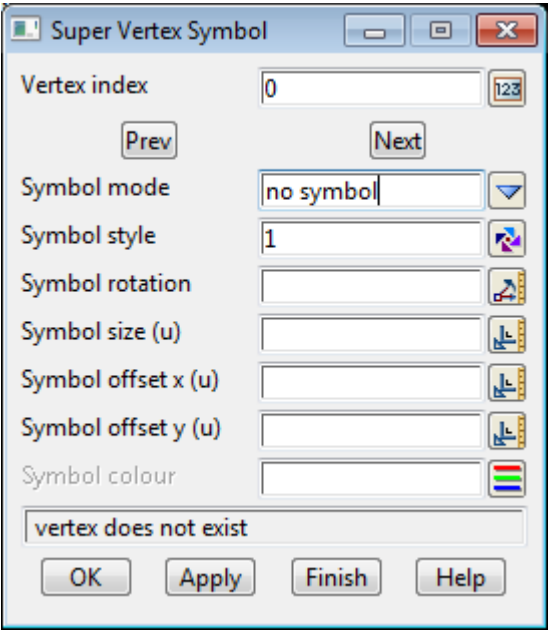 Super Vertex Symbol
Vertex index 0 123
Prev Next
Symbol mode no symbol
Symbol style 1
Symbol rotation
Symbol size (u)
Symbol offset x (u)
Symbol offset y (u)
Symbol colour
vertex does not exist
OK Apply Finish Help